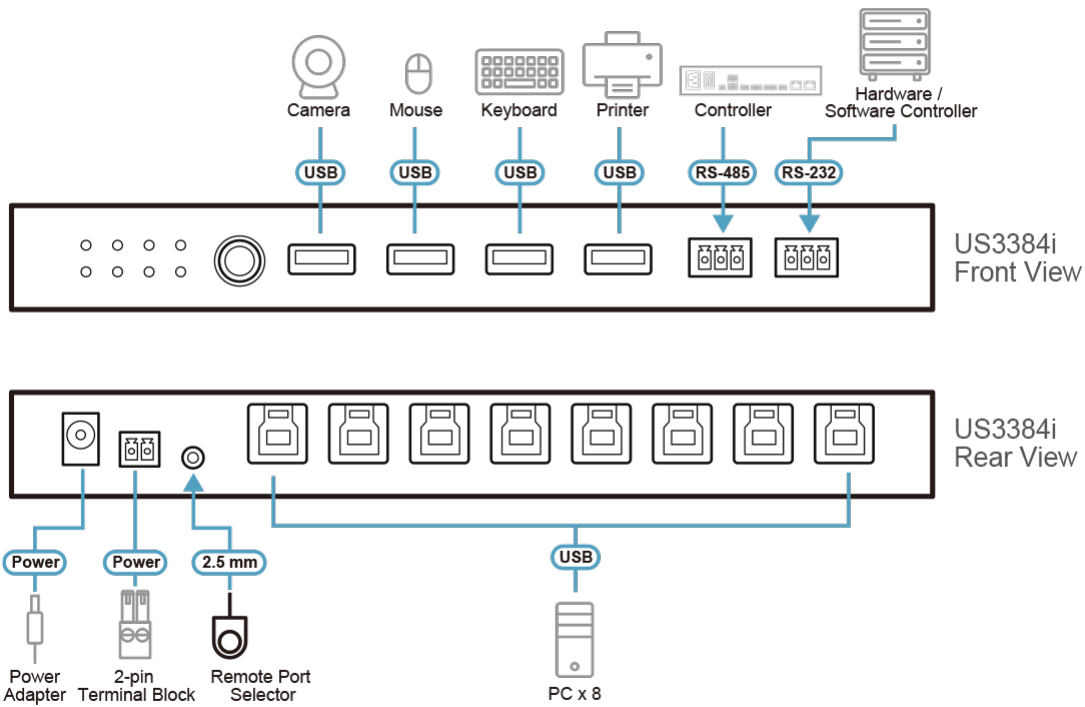 Camera
Mouse
Keyboard
Printer
Controller
Hardware /
Software Controller
USB
USB
USB
USB
RS-485
RS-232
US3384i
Front View
US3384i
Rear View
Power
Power
2.5 mm
USB
Power
Adapter
2-pin
Terminal Block
Remote Port
Selector
PC x 8